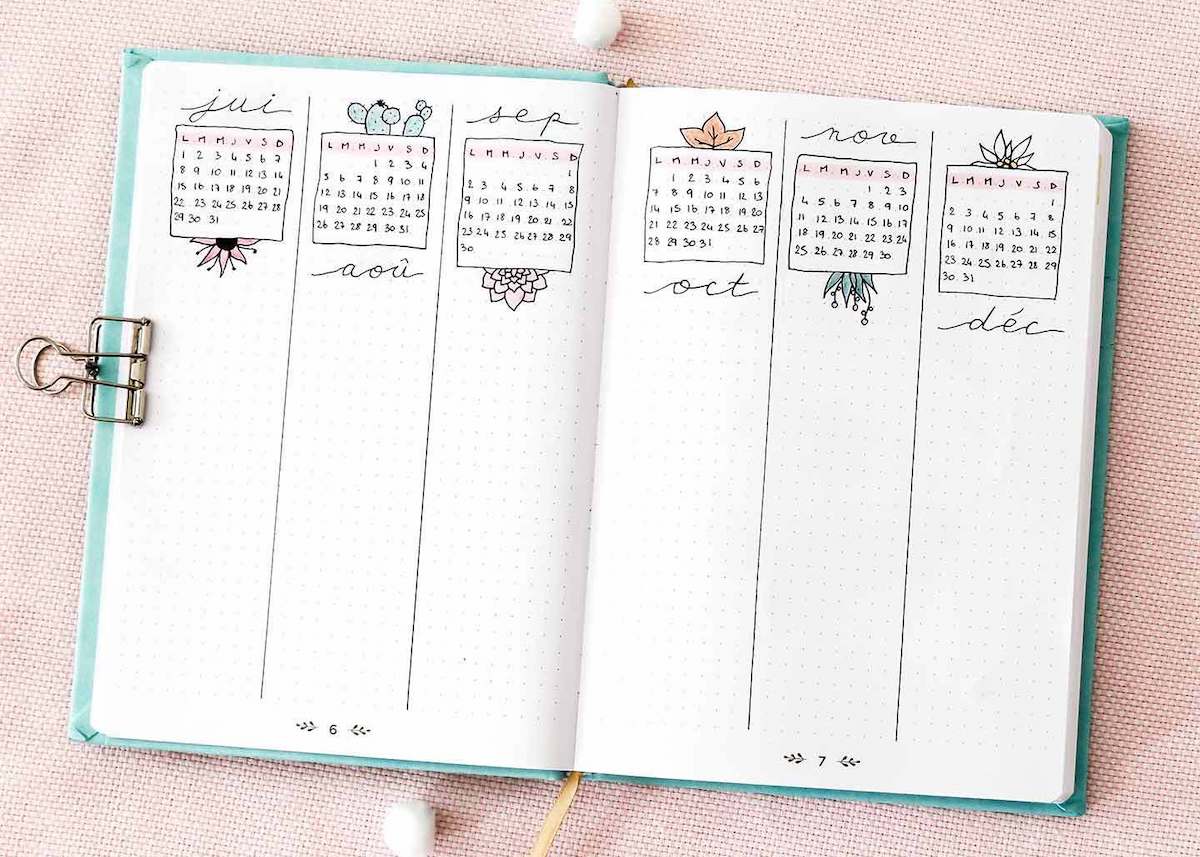 jui
L M M J V S D
1 2 3 4 5 6 7
8 9 10 11 12 13 14
15 16 17 18 19 20 21
22 23 24 25 26 27 28
29 30 31
L M M J V S D
1 2 3 4
5 6 7 8 9 10 11
12 13 14 15 16 17 18
19 20 21 22 23 24 25
26 27 28 29 30 31
aoû
sep
L M M J V S D
1
2 3 4 5 6 7 8
9 10 11 12 13 14 15
16 17 18 19 20 21 22
23 24 25 26 27 28 29
30
6
L M M J V S D
1 2 3 4 5 6
7 8 9 10 11 12 13
14 15 16 17 18 19 20
21 22 23 24 25 26 27
28 29 30 31
oct
nov
L M M J V S D
1 2 3
4 5 6 7 8 9 10
11 12 13 14 15 16 17
18 19 20 21 22 23 24
25 26 27 28 29 30
L M M J V S D
1
2 3 4 5 6 7 8
9 10 11 12 13 14 15
16 17 18 19 20 21 22
23 24 25 26 27 28 29
30 31
déc
7